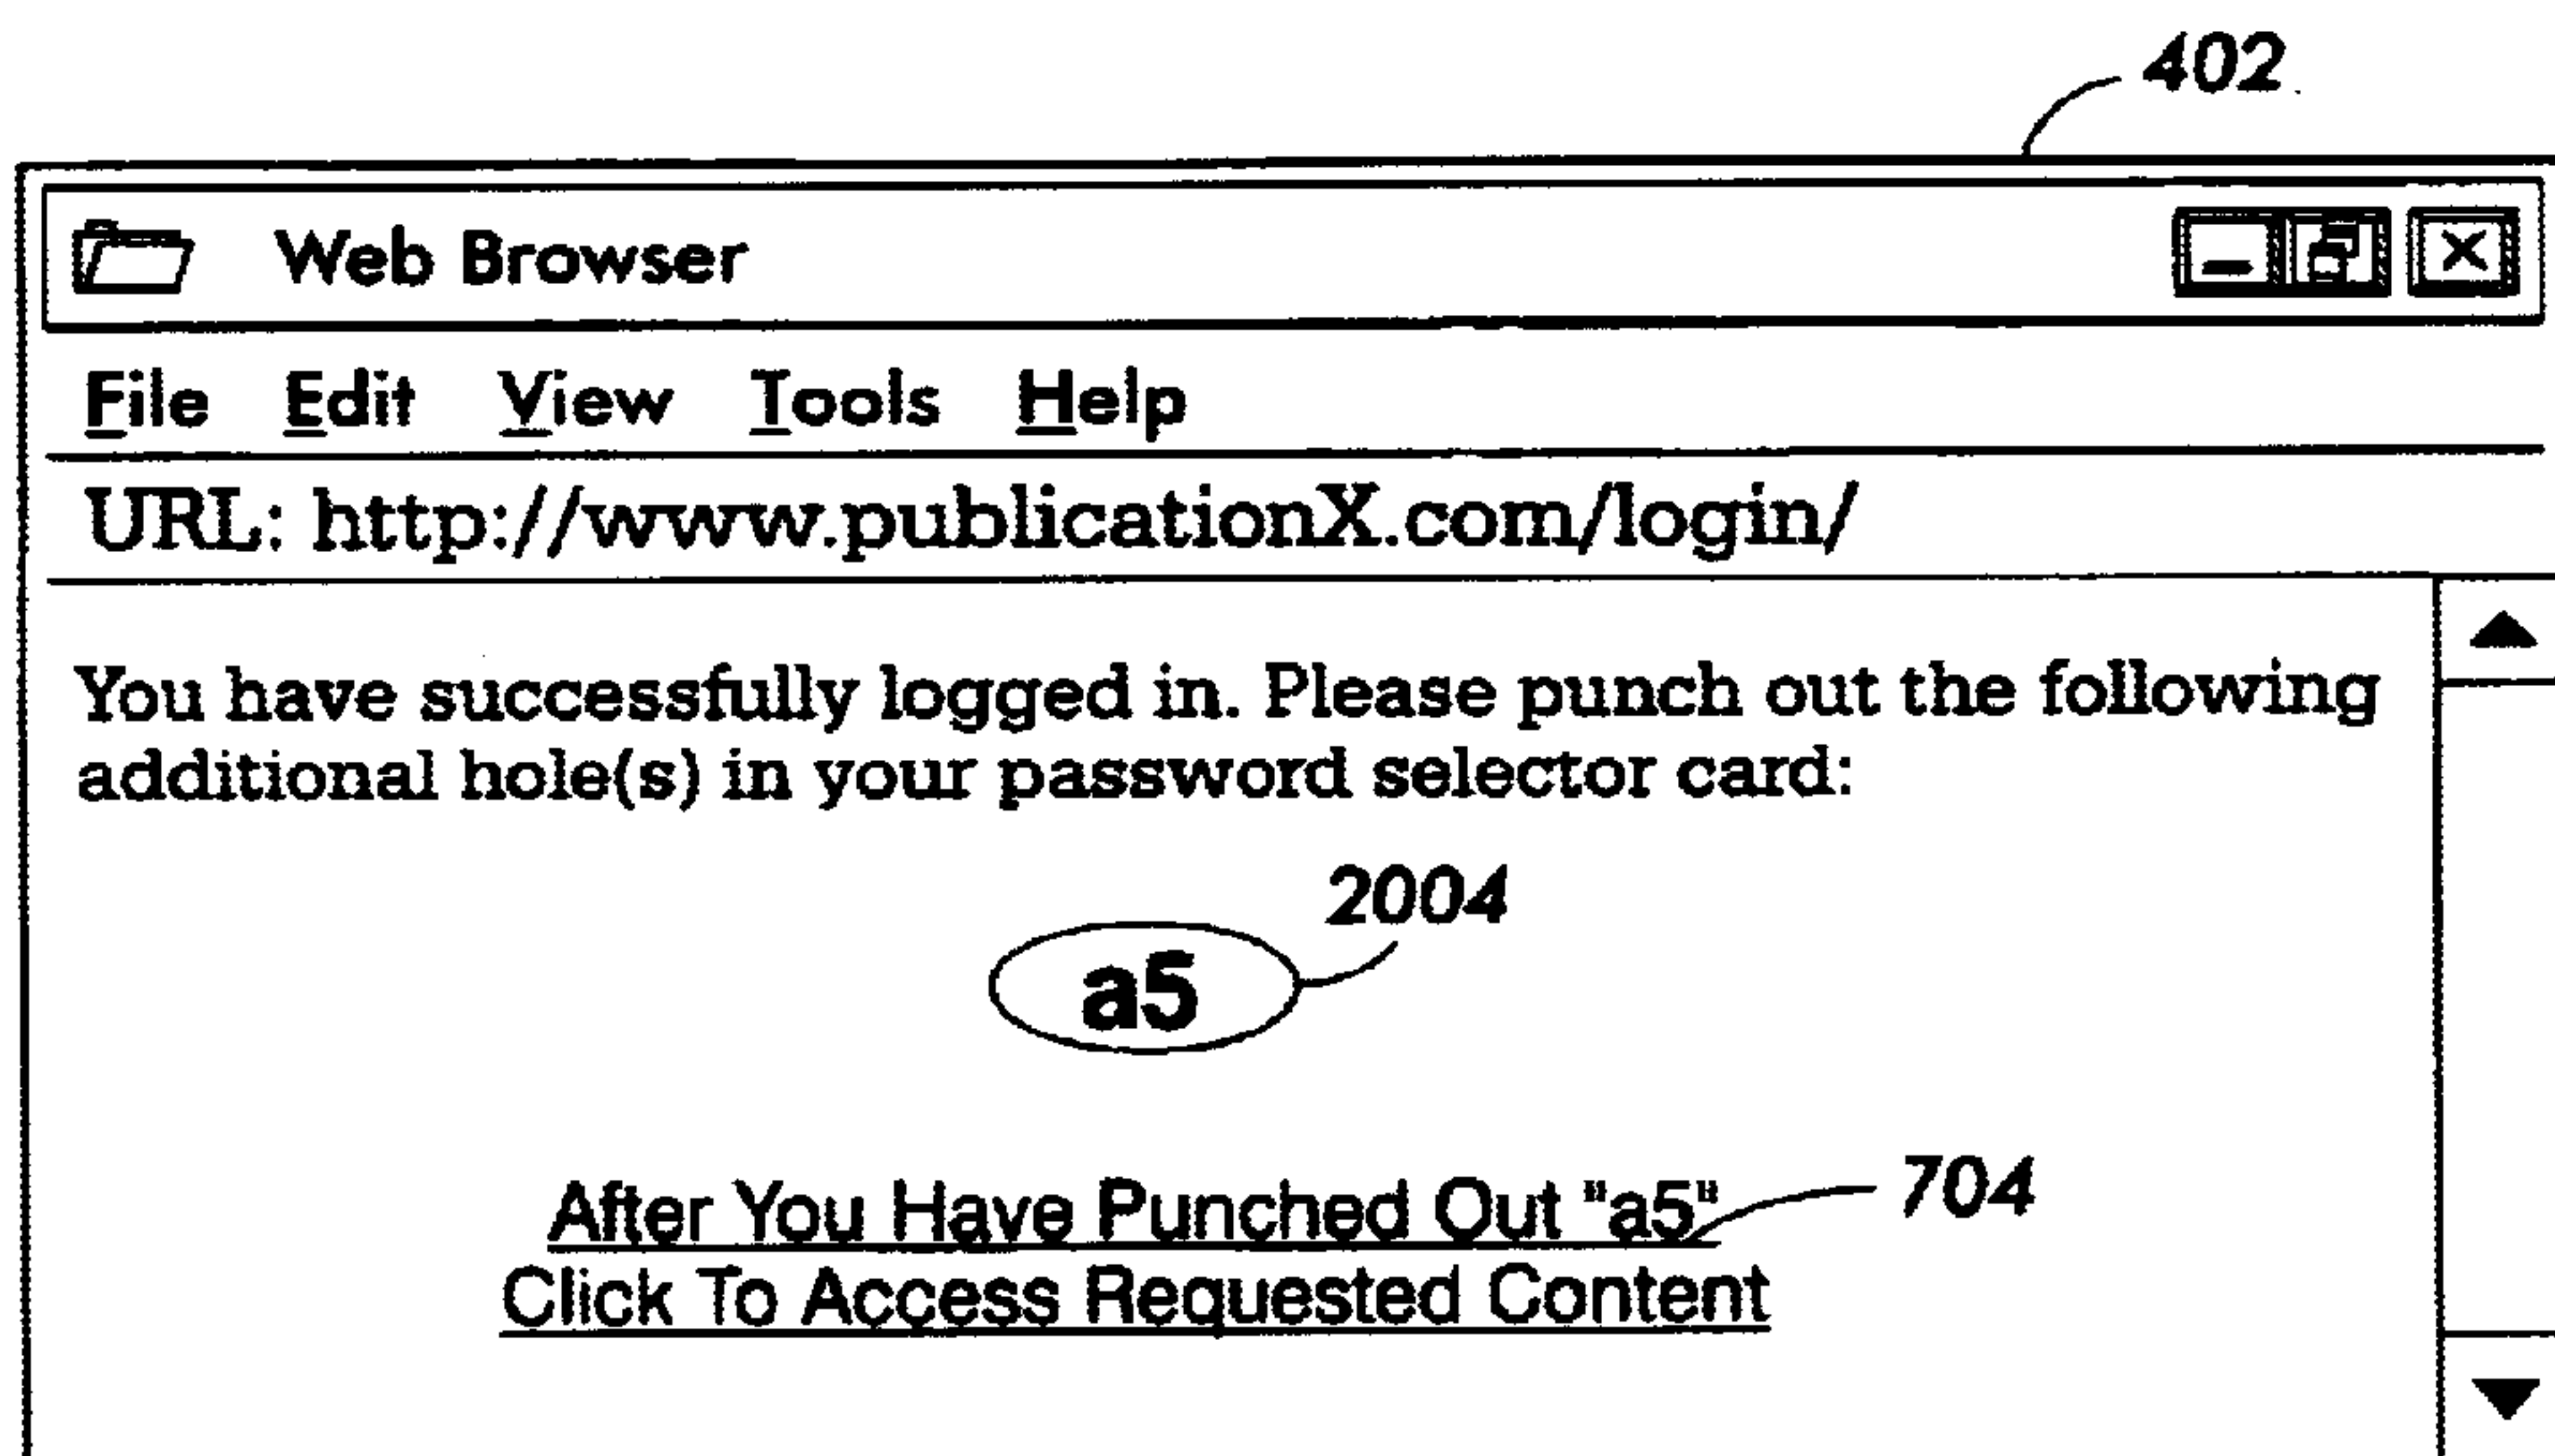 402
Web Browser
File Edit View Tools Help
URL: http://www.publicationX.com/login/
You have successfully logged in. Please punch out the following
additional hole(s) in your password selector card:
2004
a5
After You Have Punched Out "a5"
704
Click To Access Requested Content